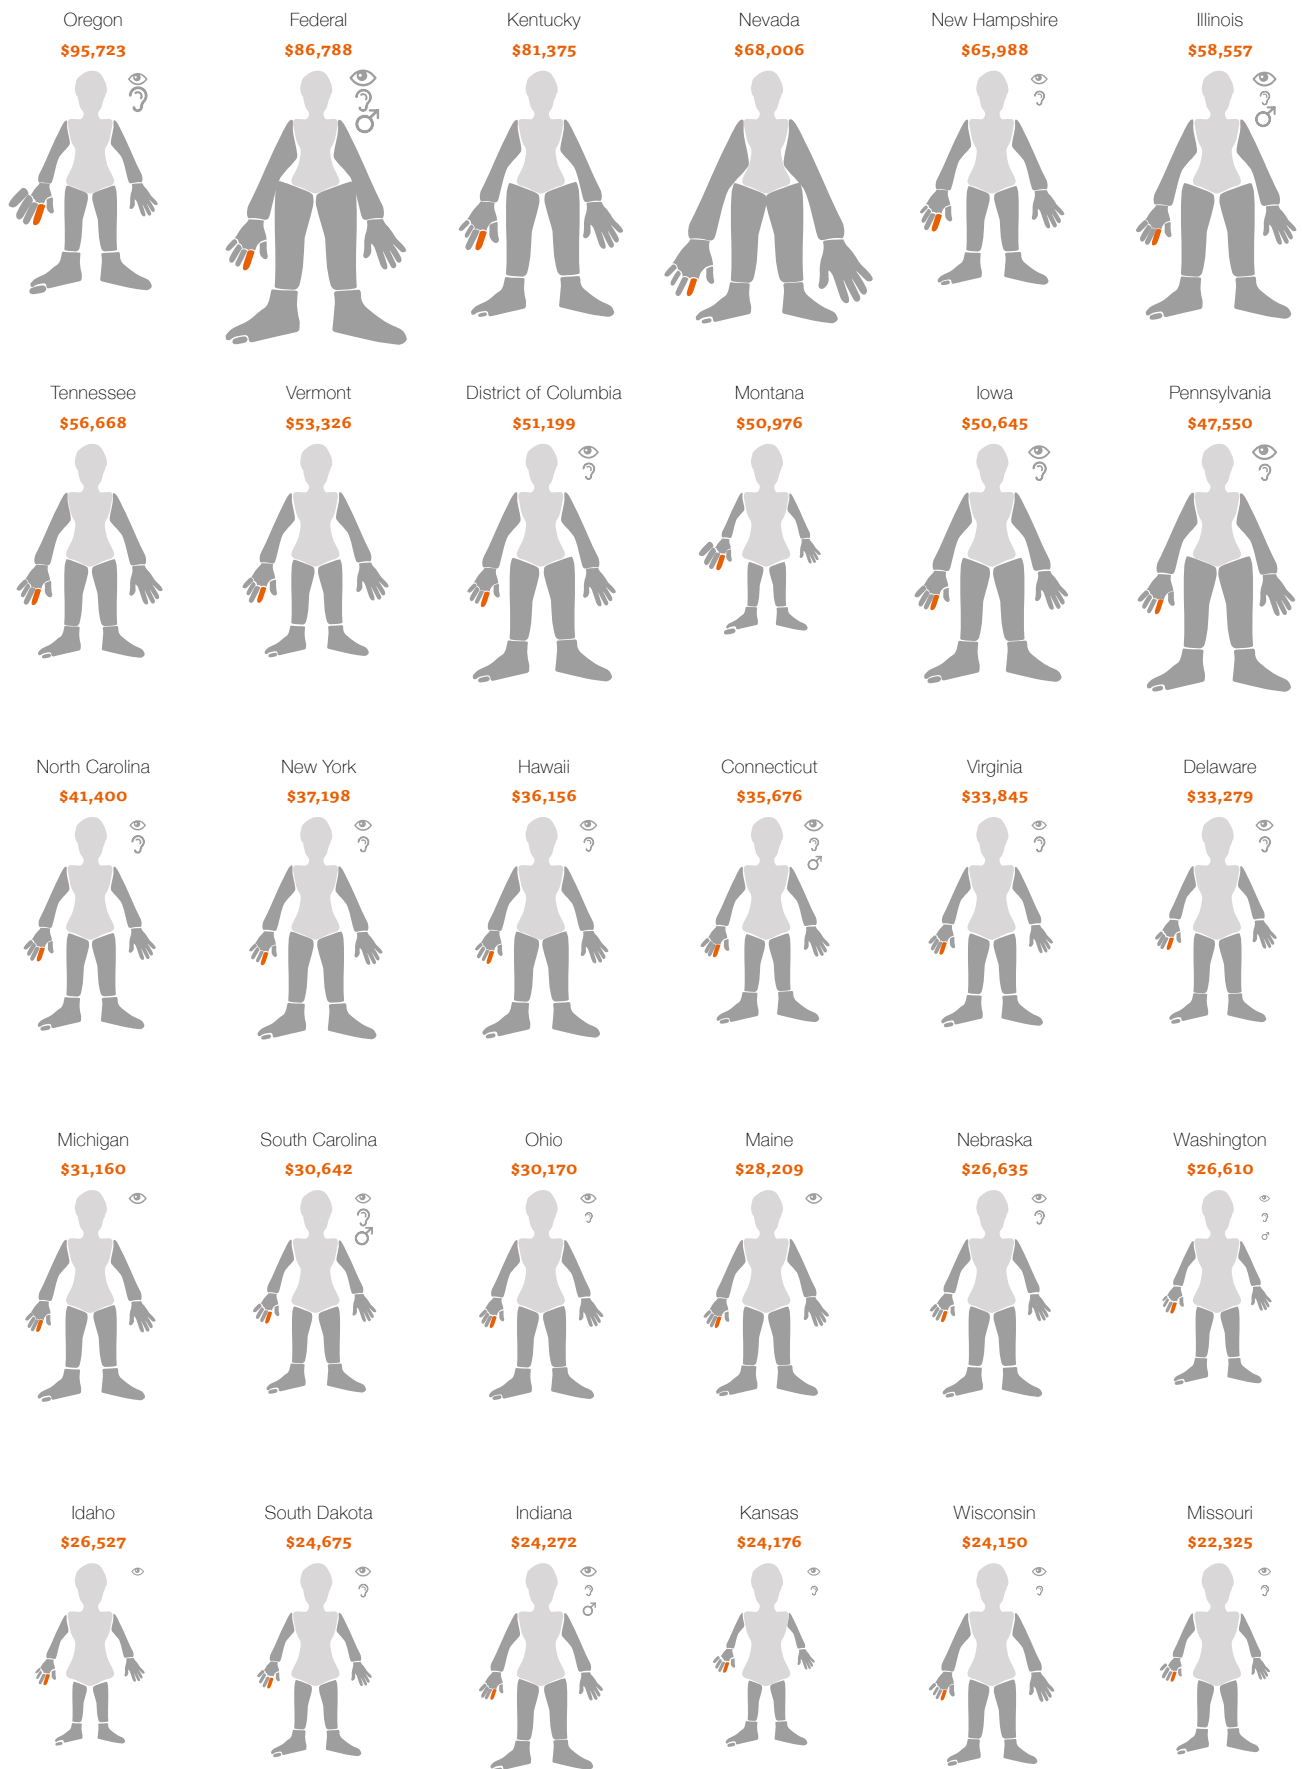 Oregon Federal Kentucky Nevada New Hampshire Illinois
$95,723 $86,788 $81,375 $68,006 $65,988 $58,557
Tennessee Vermont District of Columbia Montana Iowa Pennsylvania
$56,668 $53,326 $51,199 $50,976 $50,645 $47,550
North Carolina New York Hawaii Connecticut Virginia Delaware
$41,400 $37,198 $36,156 $35,676 $33,845 $33,279
Michigan South Carolina Ohio Maine Nebraska Washington
$31,160 $30,642 $30,170 $28,209 $26,635 $26,610
Idaho South Dakota Indiana Kansas Wisconsin Missouri
$26,527 $24,675 $24,272 $24,176 $24,150 $22,325